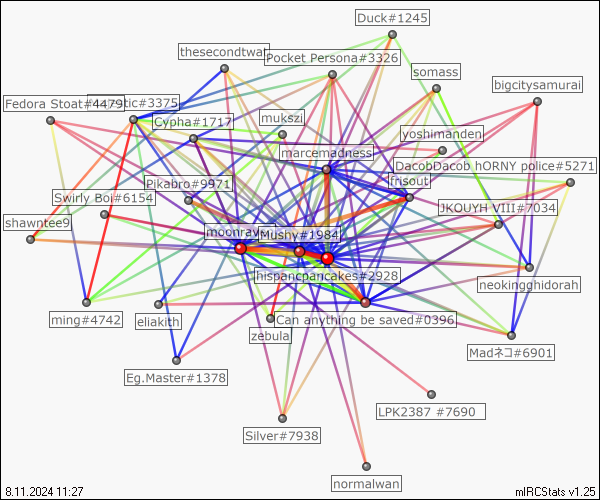 Duck#1245
thesecondtwar
Pocket Persona#3326
somass
bigcitysamurai
Fedora Stoat#4479
#3375
Cypha#1717
mukszi
yoshimanden
marcemadness
DacobDacob hORNY police#5271
Pikabro#9971
frisout
Swirly Boi#6154
JKOUYH VIII#7034
shawntee9
moonray
Mushy#1984
hispancpancakes#2928
neokingghidorah
ming#4742
eliakith
Can anything be saved#0396
zebula
Madネコ#6901
Eg.Master#1378
LPK2387 #7690
Silver#7938
normalwan
8.11.2024 11:27
mIRCStats v1.25